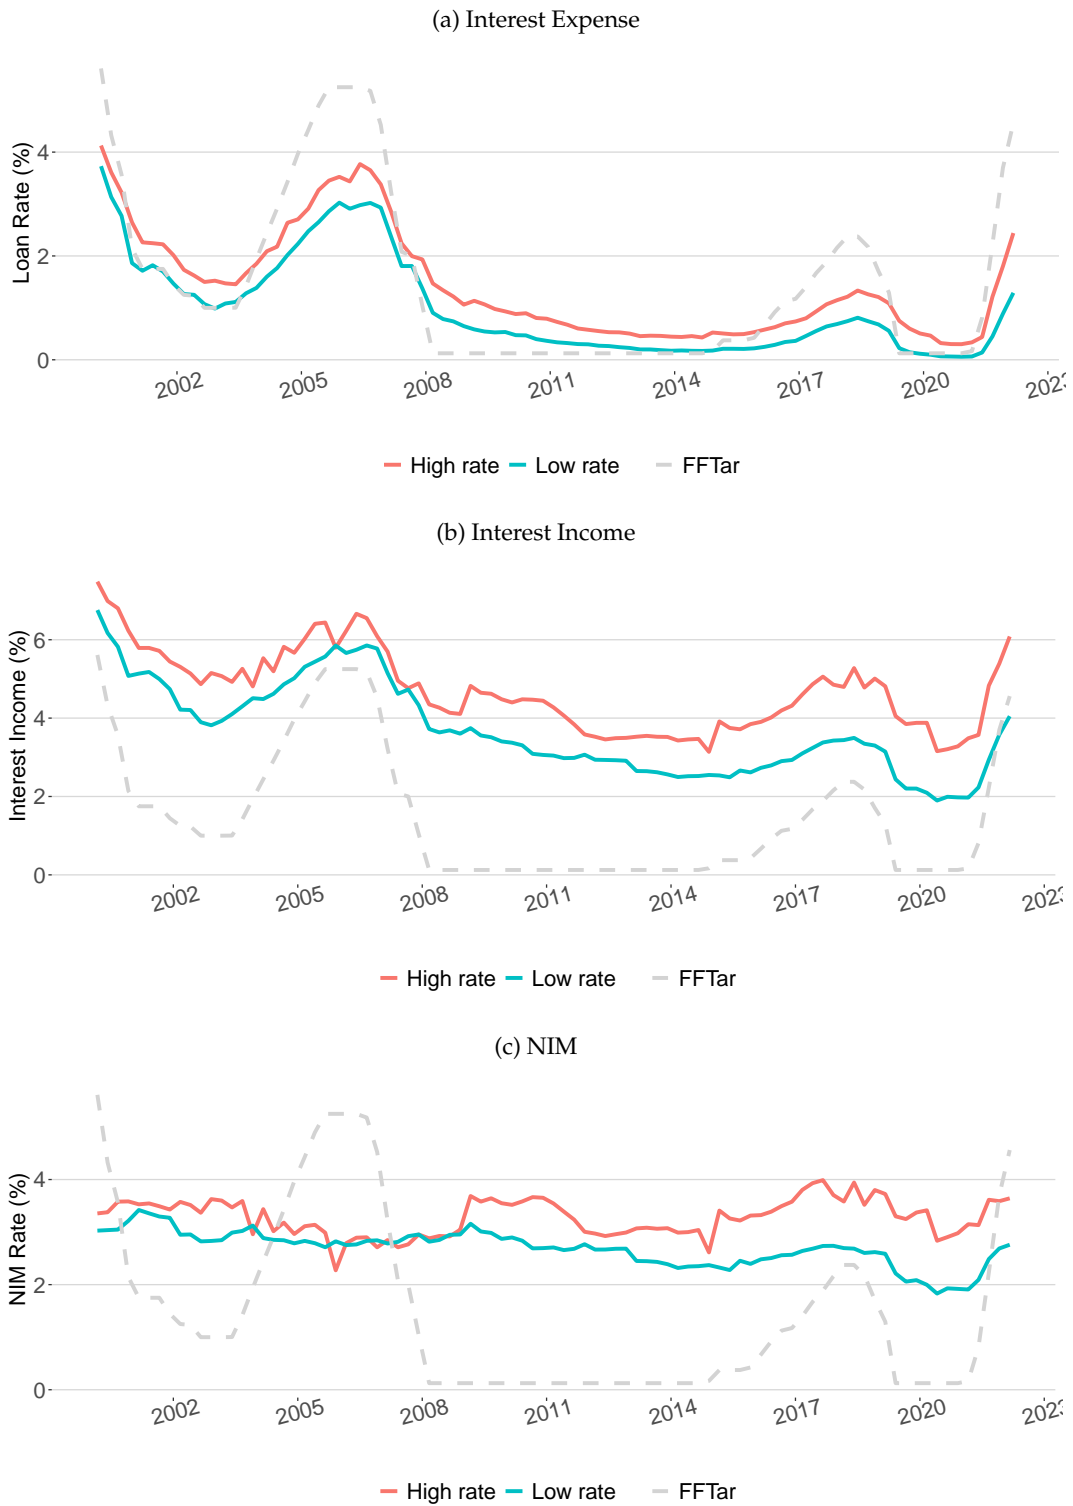 (a) Interest Expense
Loan Rate (%)
4
2
0
2002 2005 2008 2011 2014 2017 2020 202
High rate Low rate FFTar
(b) Interest Income
Interest Income (%)
6
4
2
0
2002 2005 2008 2011 2014 2017 2020 2023
High rate Low rate FFTar
(c) NIM
NIM Rate (%)
4
2
0
2002 2005 2008 2011 2014 2017 2020 2023
High rate Low rate FFTar